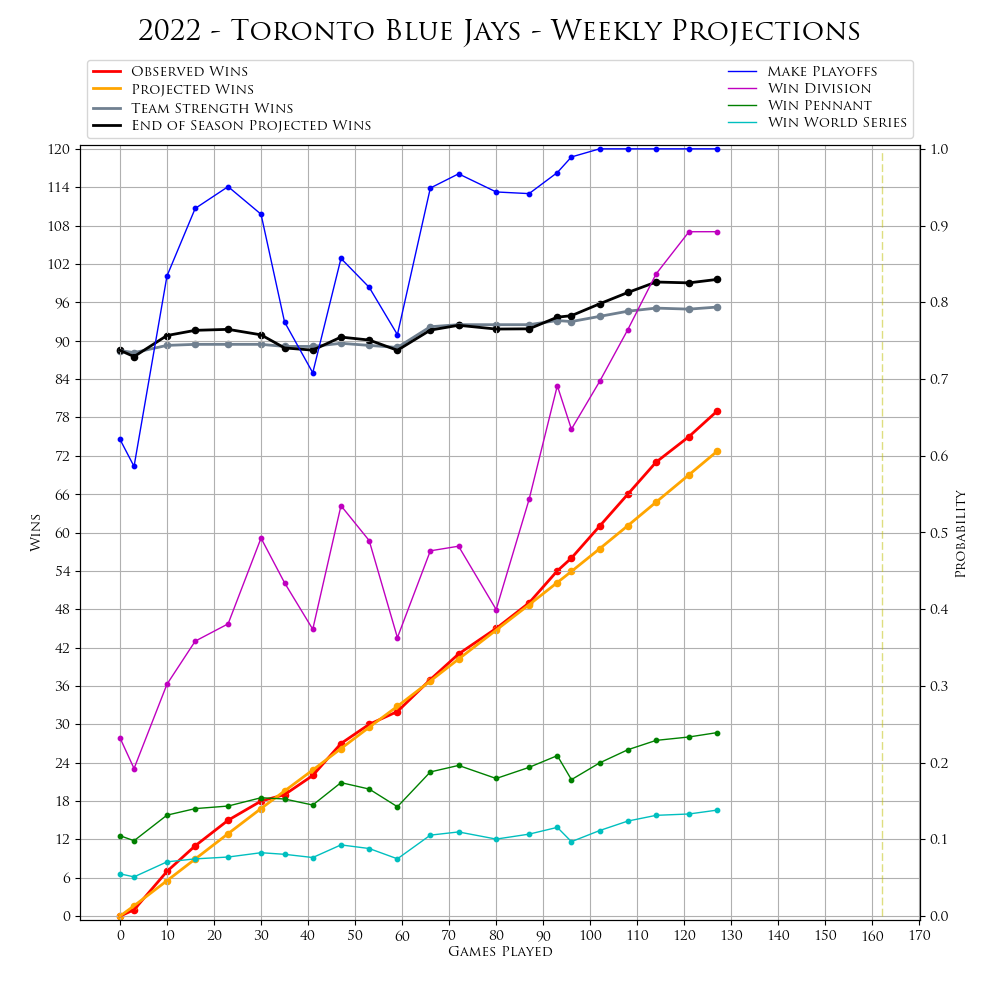 2022 - Toronto Blue Jays - Weekly Projections
Observed Wins
Projected Wins
Team Strength Wins
End of Season Projected Wins
Make Playoffs
Win Division
Win Pennant
Win World Series
120
114
108
102
96
90
84
78
72
66
60
54
48
42
36
30
24
18
12
6
0
Wins
1.0
0.9
0.8
0.7
0.6
0.5
0.4
0.3
0.2
0.1
0.0
Probability
0 10 20 30 40 50 60 70 80 90 100 110 120 130 140 150 160 170
Games Played